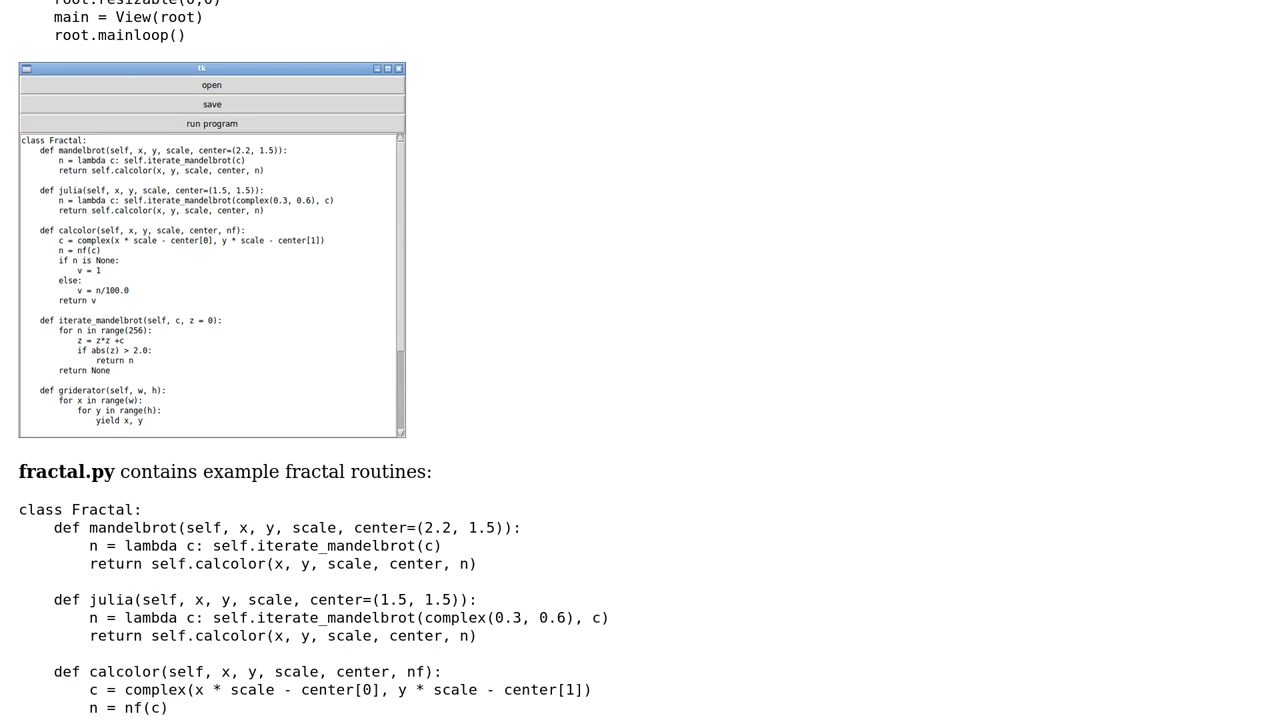 root.resizable(0,0)
    main = View(root)
    root.mainloop()
tk
open
save
run program
class Fractal:
    def mandelbrot(self, x, y, scale, center=(2.2, 1.5)):
        n = lambda c: self.iterate_mandelbrot(c)
        return self.calcolor(x, y, scale, center, n)
    def julia(self, x, y, scale, center=(1.5, 1.5)):
        n = lambda c: self.iterate_mandelbrot(complex(0.3, 0.6), c)
        return self.calcolor(x, y, scale, center, n)
    def calcolor(self, x, y, scale, center, nf):
        c = complex(x * scale - center[0], y * scale - center[1])
        n = nf(c)
        if n is None:
            v = 1
        else:
            v = n/100.0
        return v
    def iterate_mandelbrot(self, c, z = 0):
        for n in range(256):
            z = z*z +c
            if abs(z) > 2.0:
                return n
        return None
    def griderator(self, w, h):
        for x in range(w):
            for y in range(h):
                yield x, y
fractal.py contains example fractal routines:
class Fractal:
    def mandelbrot(self, x, y, scale, center=(2.2, 1.5)):
        n = lambda c: self.iterate_mandelbrot(c)
        return self.calcolor(x, y, scale, center, n)
    def julia(self, x, y, scale, center=(1.5, 1.5)):
        n = lambda c: self.iterate_mandelbrot(complex(0.3, 0.6), c)
        return self.calcolor(x, y, scale, center, n)
    def calcolor(self, x, y, scale, center, nf):
        c = complex(x * scale - center[0], y * scale - center[1])
        n = nf(c)